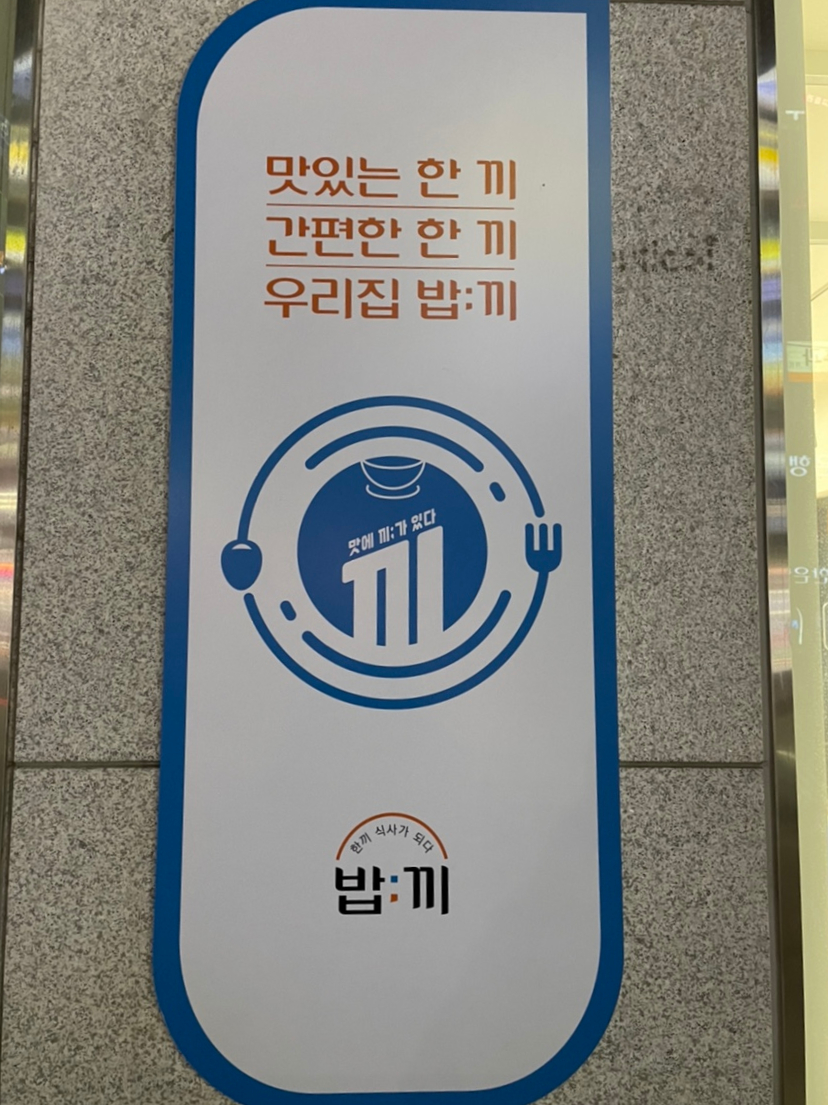 맛있는 한 끼
간편한 한 끼
우리집 밥:끼
맛에 끼;가 있다
끼
한끼 식사가 되다
밥;끼